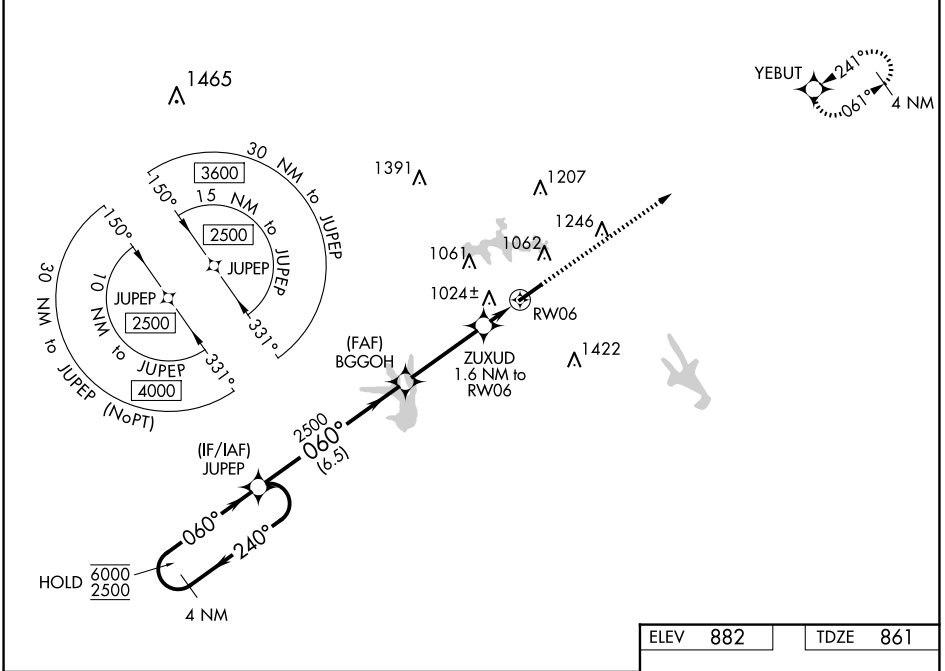 1465
YEBUT
241°
061°
4 NM
30 NM to JUPEP
3600
150°
15 NM to JUPEP
2500
JUPEP
331°
1391
1207
1246
1061
1062
1024±
RW06
30 NM to JUPEP (NoPT)
150°
10 NM to JUPEP
JUPEP
2500
4000
331°
(FAF)
BGGOH
ZUXUD
1.6 NM to
RW06
1422
2500
060°
(6.5)
(IF/IAF)
JUPEP
060°
240°
HOLD 6000
2500
4 NM
ELEV 882 TDZE 861